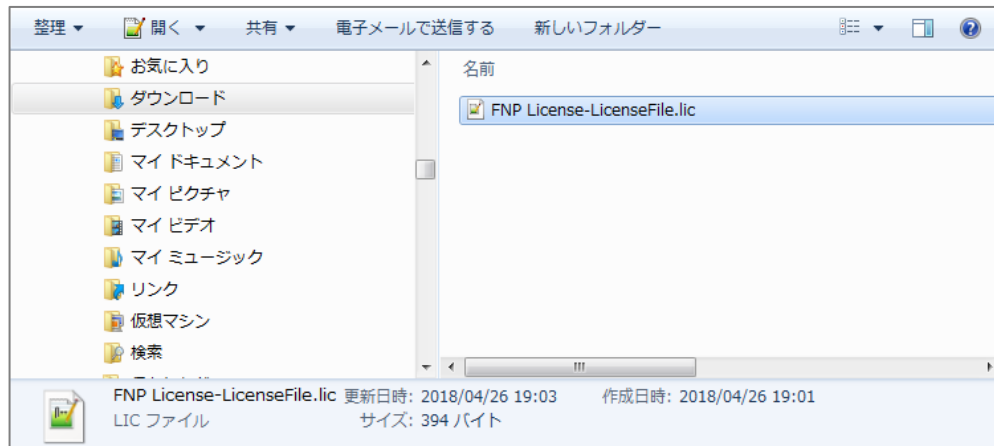 整理 ▼ 開く ▼ 共有 ▼ 電子メールで送信する 新しいフォルダー
お気に入り
ダウンロード
デスクトップ
マイ ドキュメント
マイ ピクチャ
マイ ビデオ
マイ ミュージック
リンク
仮想マシン
検索
名前
FNP License-LicenseFile.lic
FNP License-LicenseFile.lic 更新日時: 2018/04/26 19:03 作成日時: 2018/04/26 19:01
LIC ファイル サイズ: 394 バイト